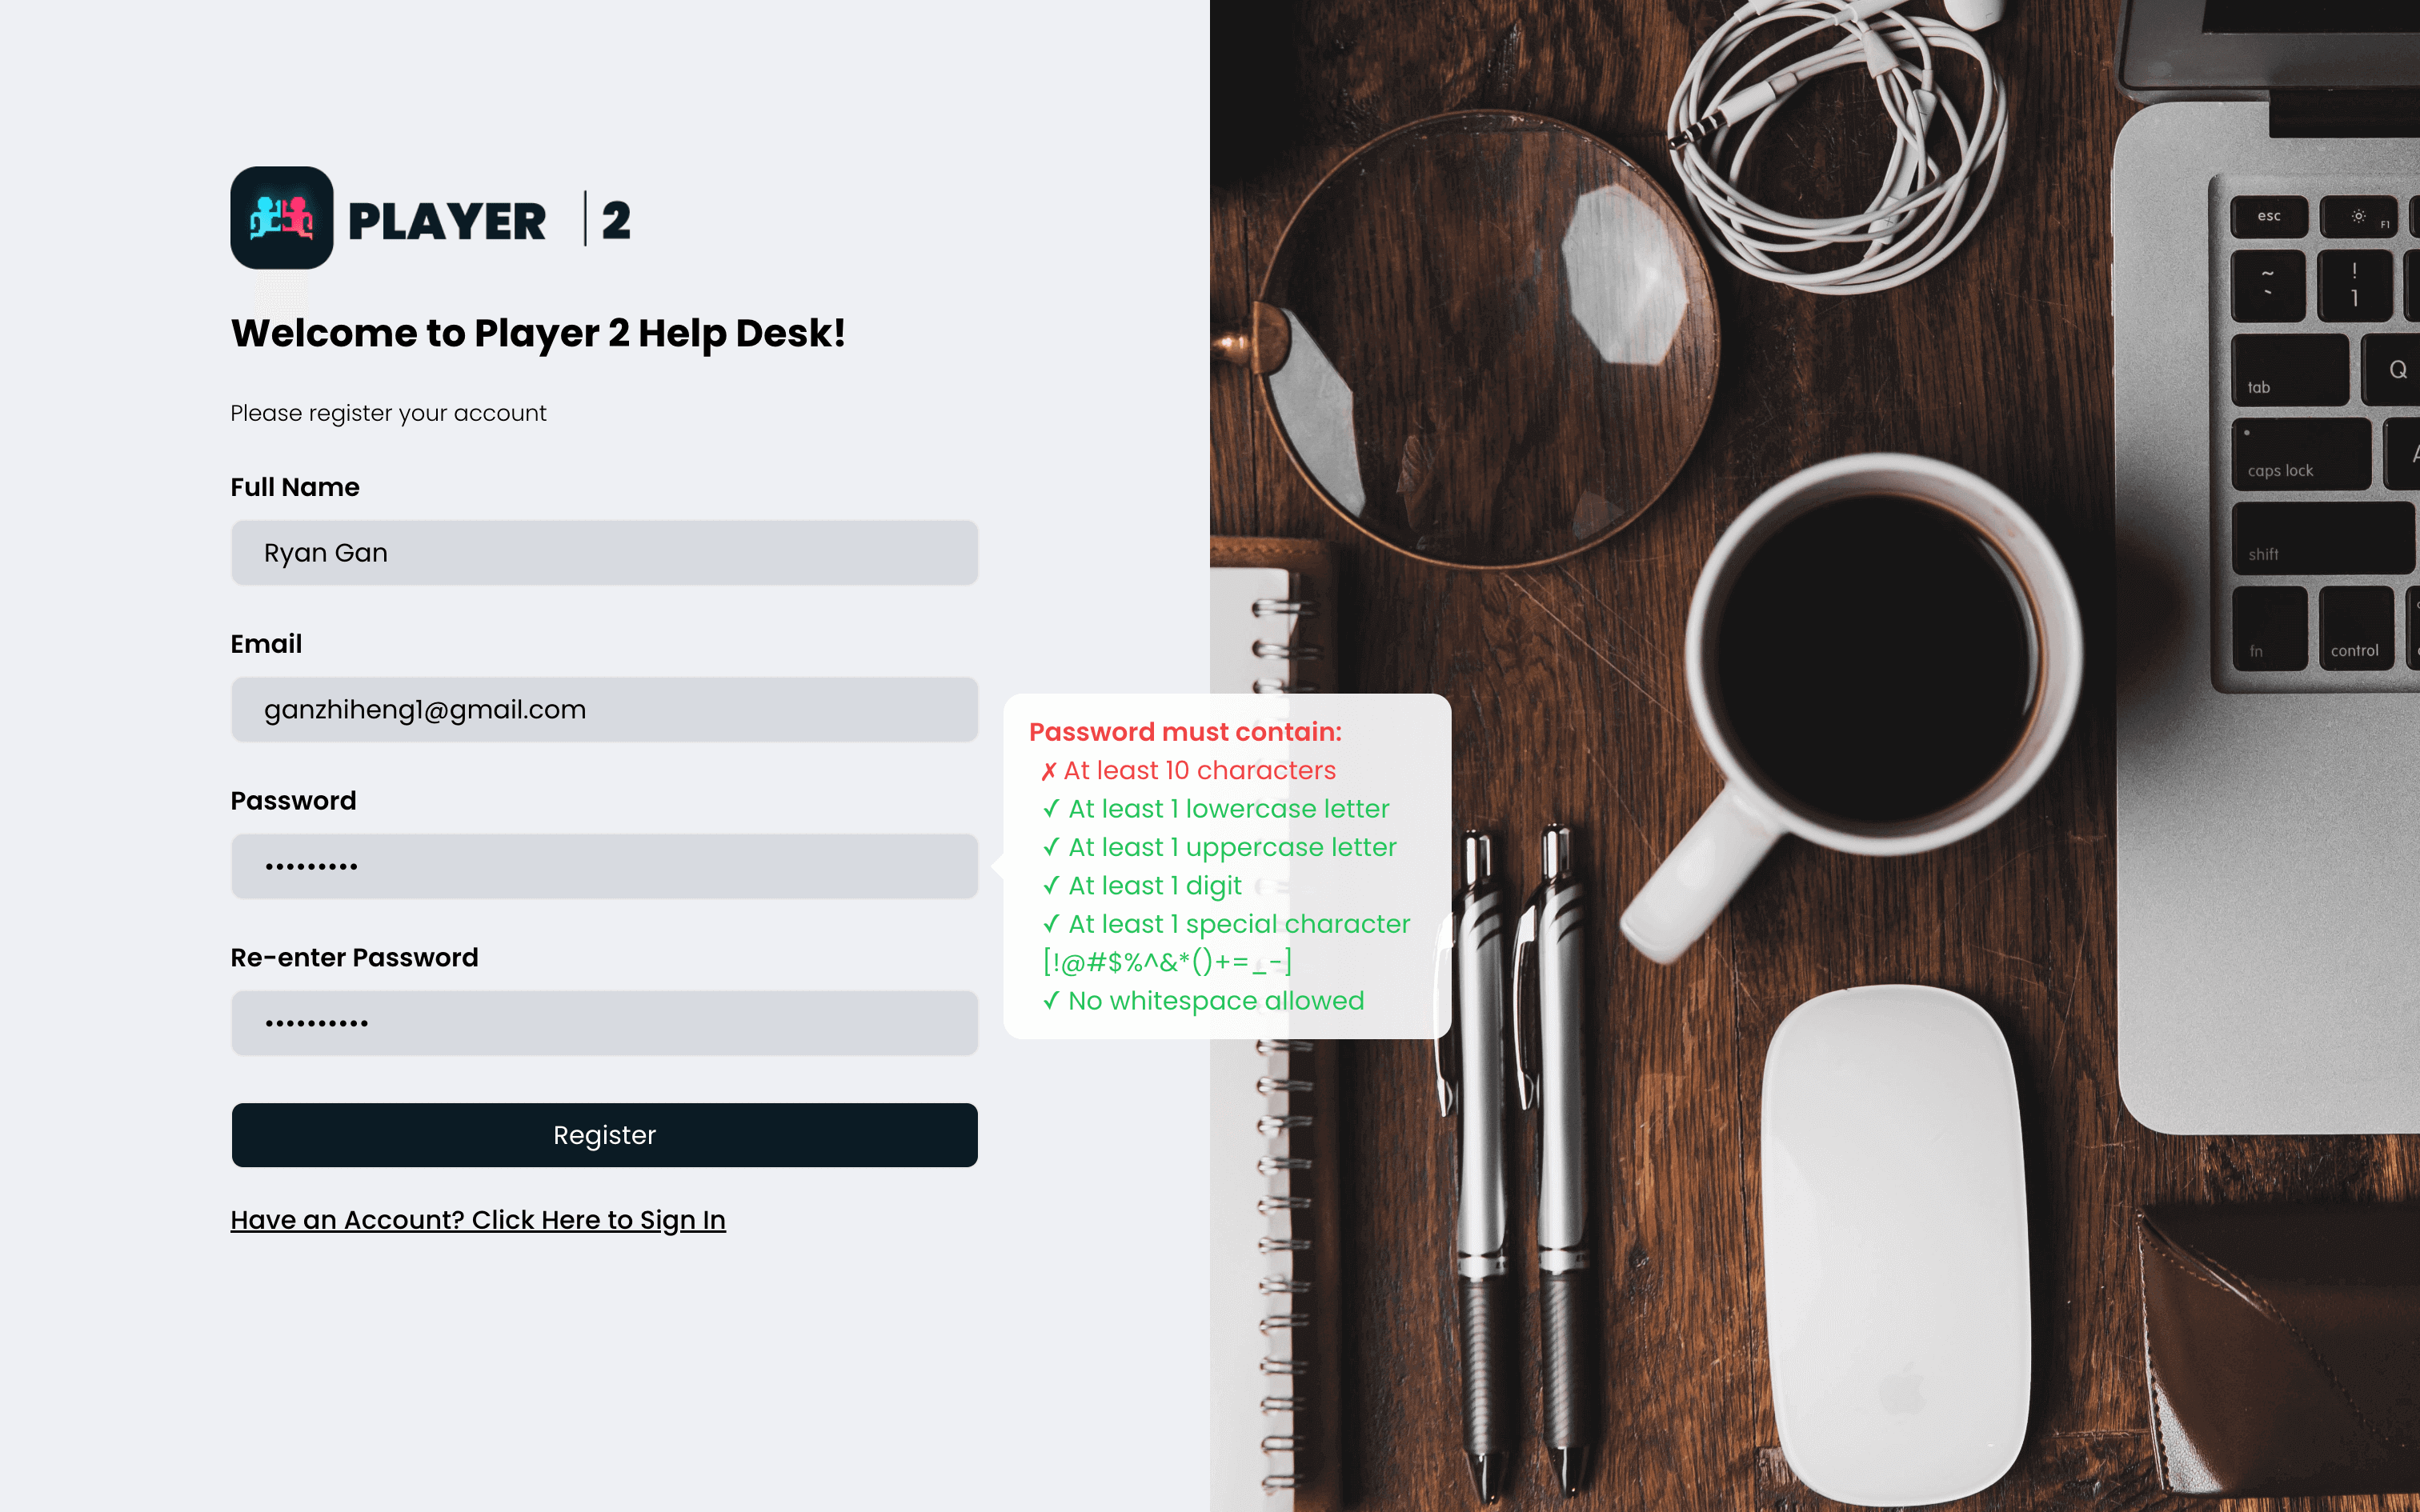 PLAYER | 2
Welcome to Player 2 Help Desk!
Please register your account
Full Name
Ryan Gan
Email
ganzhiheng1@gmail.com
Password
•••••••••
Re-enter Password
••••••••••
Register
Have an Account? Click Here to Sign In
Password must contain:
✗ At least 10 characters
✓ At least 1 lowercase letter
✓ At least 1 uppercase letter
✓ At least 1 digit
✓ At least 1 special character
[!@#$%^&*()+=_-]
✓ No whitespace allowed
esc
F1
~
`
!
1
tab
Q
caps lock
A
shift
fn
control